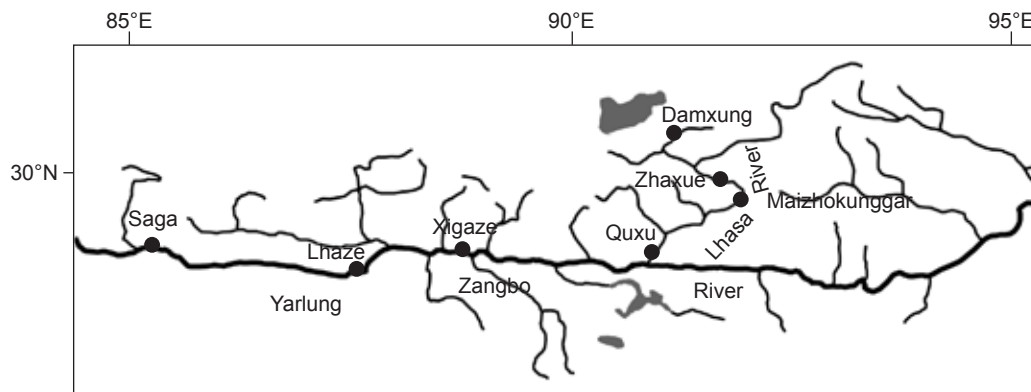 85°E
90°E
95°E
Damxung
30°N
Zhaxue
River
Maizhokunggar
Saga
Xigaze
Quxu
Lhasa
Lhaze
Zangbo
River
Yarlung